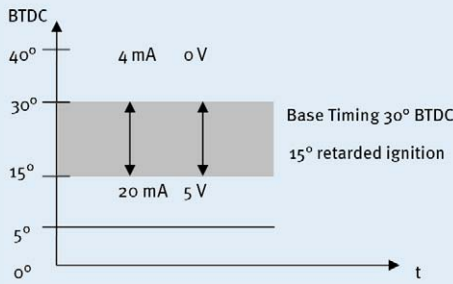 BTDC
40° 4 mA 0 V
30°
Base Timing 30° BTDC
15° retarded ignition
15°
20 mA 5 V
5°
0°
t